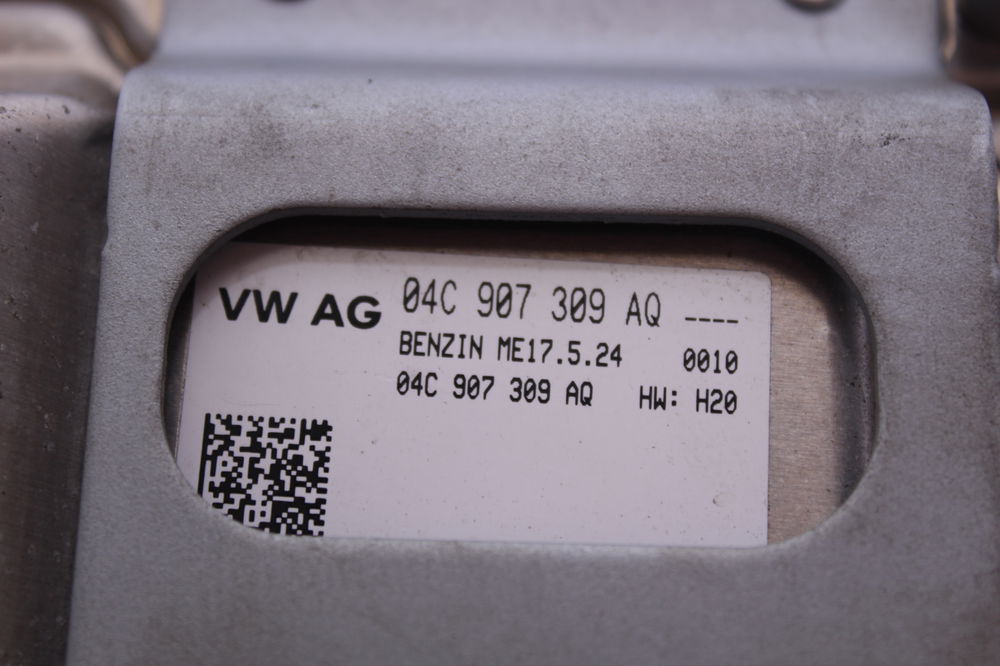 VW AG 04C 907 309 AQ ----
BENZIN ME17.5.24 0010
04C 907 309 AQ HW: H20